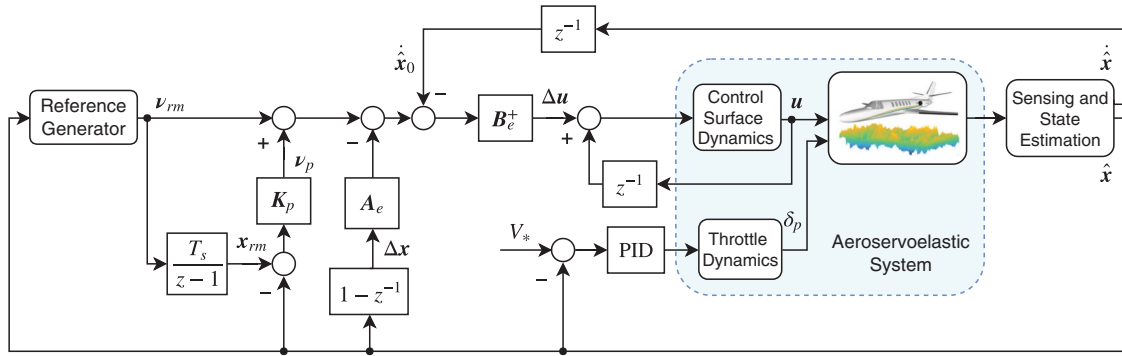 z⁻¹
ẋ̂₀
−
ẋ̂
Reference
Generator
ν_rm
+
ν_p
−
−
B_e⁺
Δu
+
Control
Surface
Dynamics
u
Sensing and
State
Estimation
x̂
z⁻¹
K_p
A_e
T_s
z − 1
x_rm
−
Δx
1 − z⁻¹
V_*
−
PID
Throttle
Dynamics
δ_p
Aeroservoelastic
System